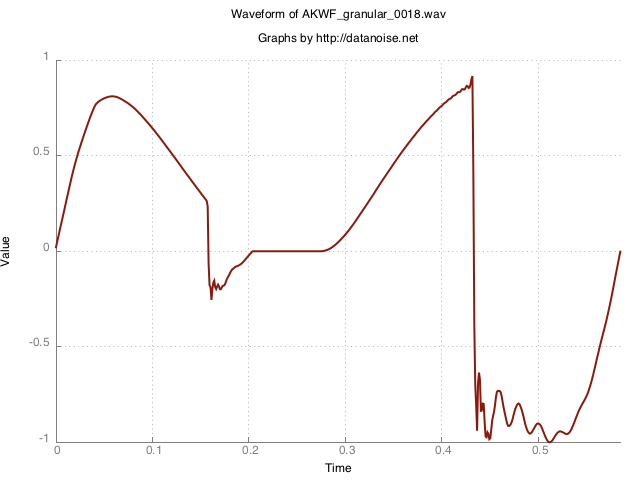 Waveform of AKWF_granular_0018.wav
Graphs by http://datanoise.net
1
0.5
0
-0.5
-1
Value
0 0.1 0.2 0.3 0.4 0.5
Time